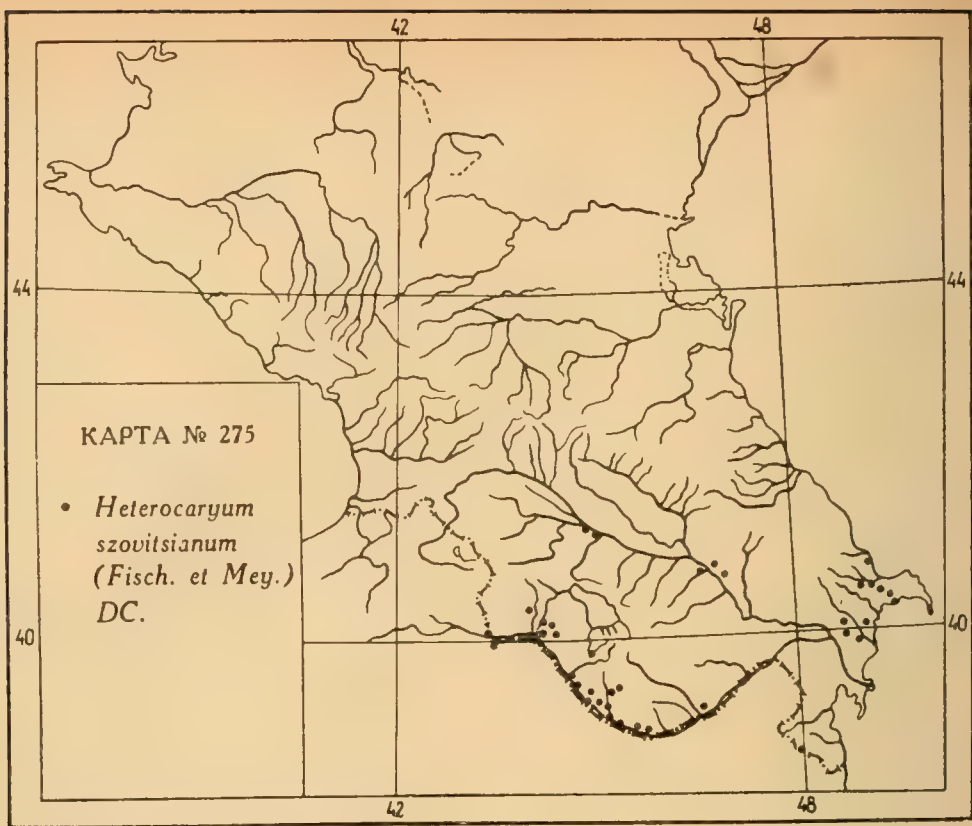 42 48
44 44
КАРТА № 275
• Heterocaryum
szovitsianum
(Fisch. et Mey.)
DC.
40 40
42 48